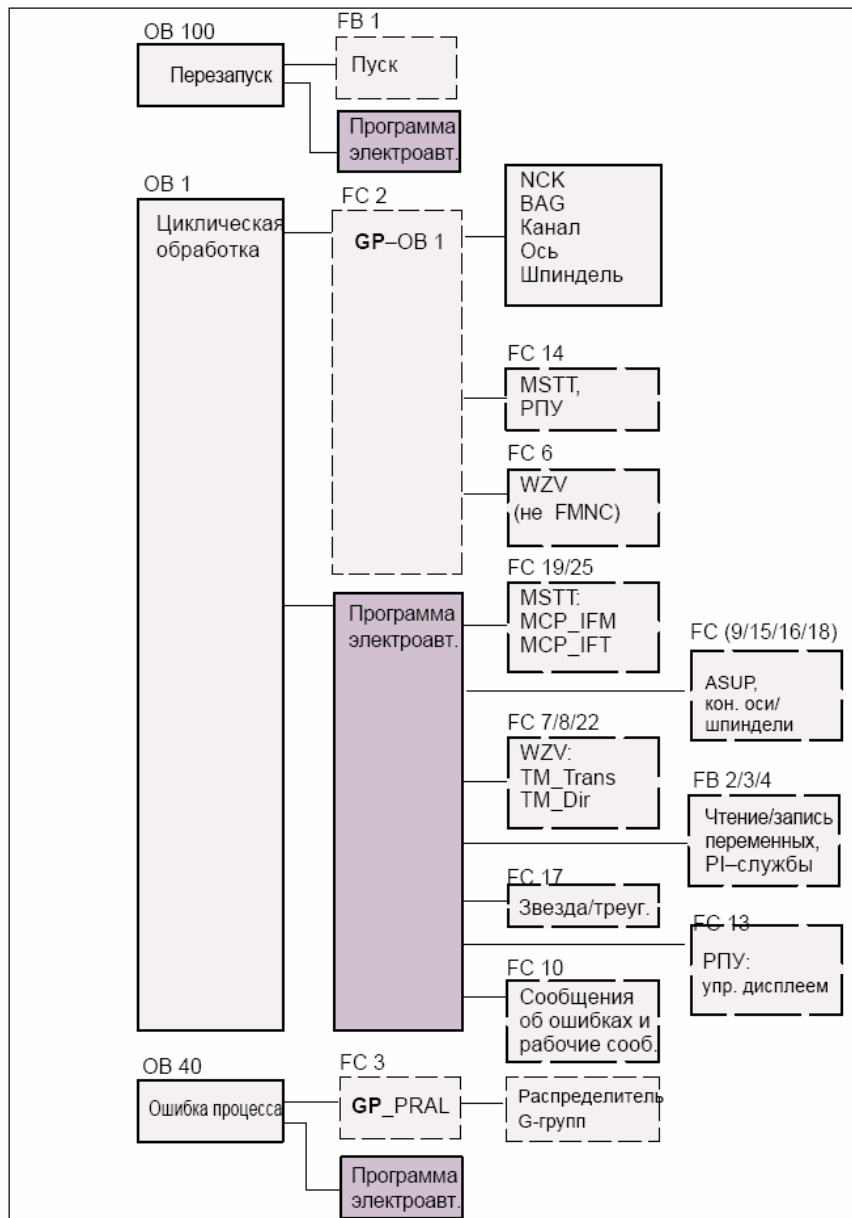 OB 100
Перезапуск
FB 1
Пуск
Программа
электроавт.
OB 1
Циклическая
обработка
FC 2
GP–OB 1
NCK
BAG
Канал
Ось
Шпиндель
FC 14
MSTT,
РПУ
FC 6
WZV
(не FMNC)
Программа
электроавт.
FC 19/25
MSTT:
MCP_IFM
MCP_IFT
FC (9/15/16/18)
ASUP,
кон. оси/
шпиндели
FC 7/8/22
WZV:
TM_Trans
TM_Dir
FB 2/3/4
Чтение/запись
переменных,
PI–службы
FC 17
Звезда/треуг.
FC 13
РПУ:
упр. дисплеем
FC 10
Сообщения
об ошибках и
рабочие сооб.
OB 40
Ошибка процесса
FC 3
GP_PRAL
Распределитель
G-групп
Программа
электроавт.